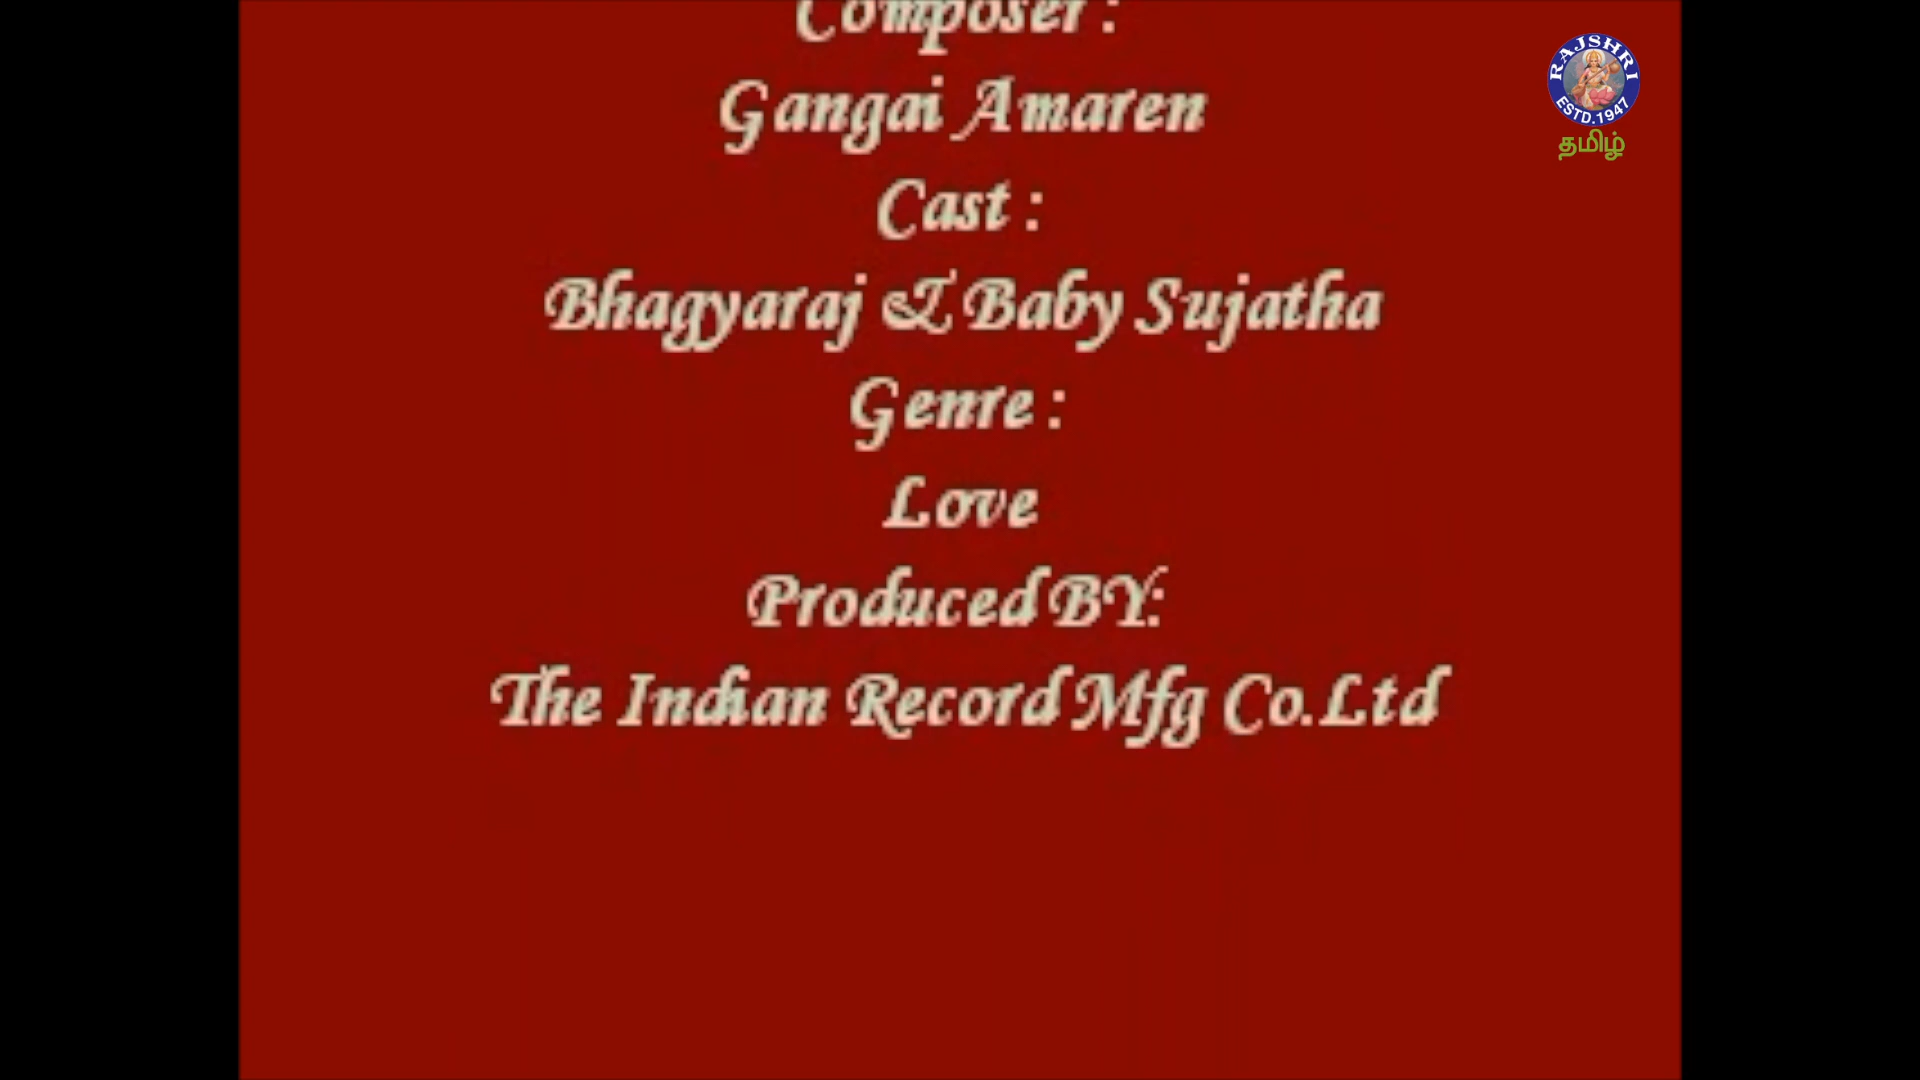 Composer :
Gangai Amaren
Cast :
Bhagyaraj & Baby Sujatha
Genre :
Love
Produced BY:
The Indian Record Mfg Co.Ltd
RAJSHRI
ESTD.1947
தமிழ்